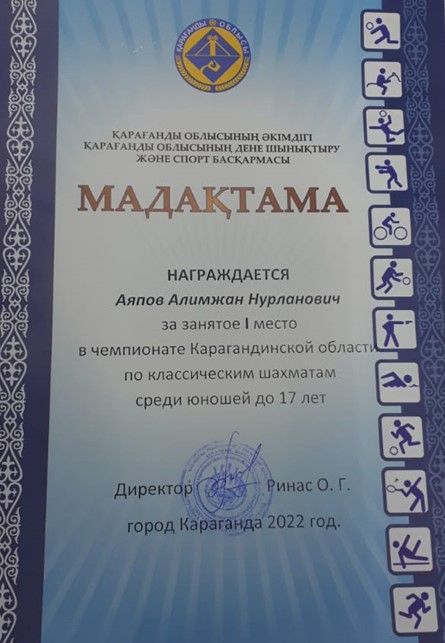 ҚАРАҒАНДЫ ОБЛЫСЫ
ҚАРАҒАНДЫ ОБЛЫСЫНЫҢ ӘКІМДІГІ
ҚАРАҒАНДЫ ОБЛЫСЫНЫҢ ДЕНЕ ШЫНЫҚТЫРУ
ЖӘНЕ СПОРТ БАСҚАРМАСЫ
МАДАҚТАМА
НАГРАЖДАЕТСЯ
Аяпов Алимжан Нурланович
за занятое I место
в чемпионате Карагандинской области
по классическим шахматам
среди юношей до 17 лет
Директор Ринас О. Г.
город Караганда 2022 год.